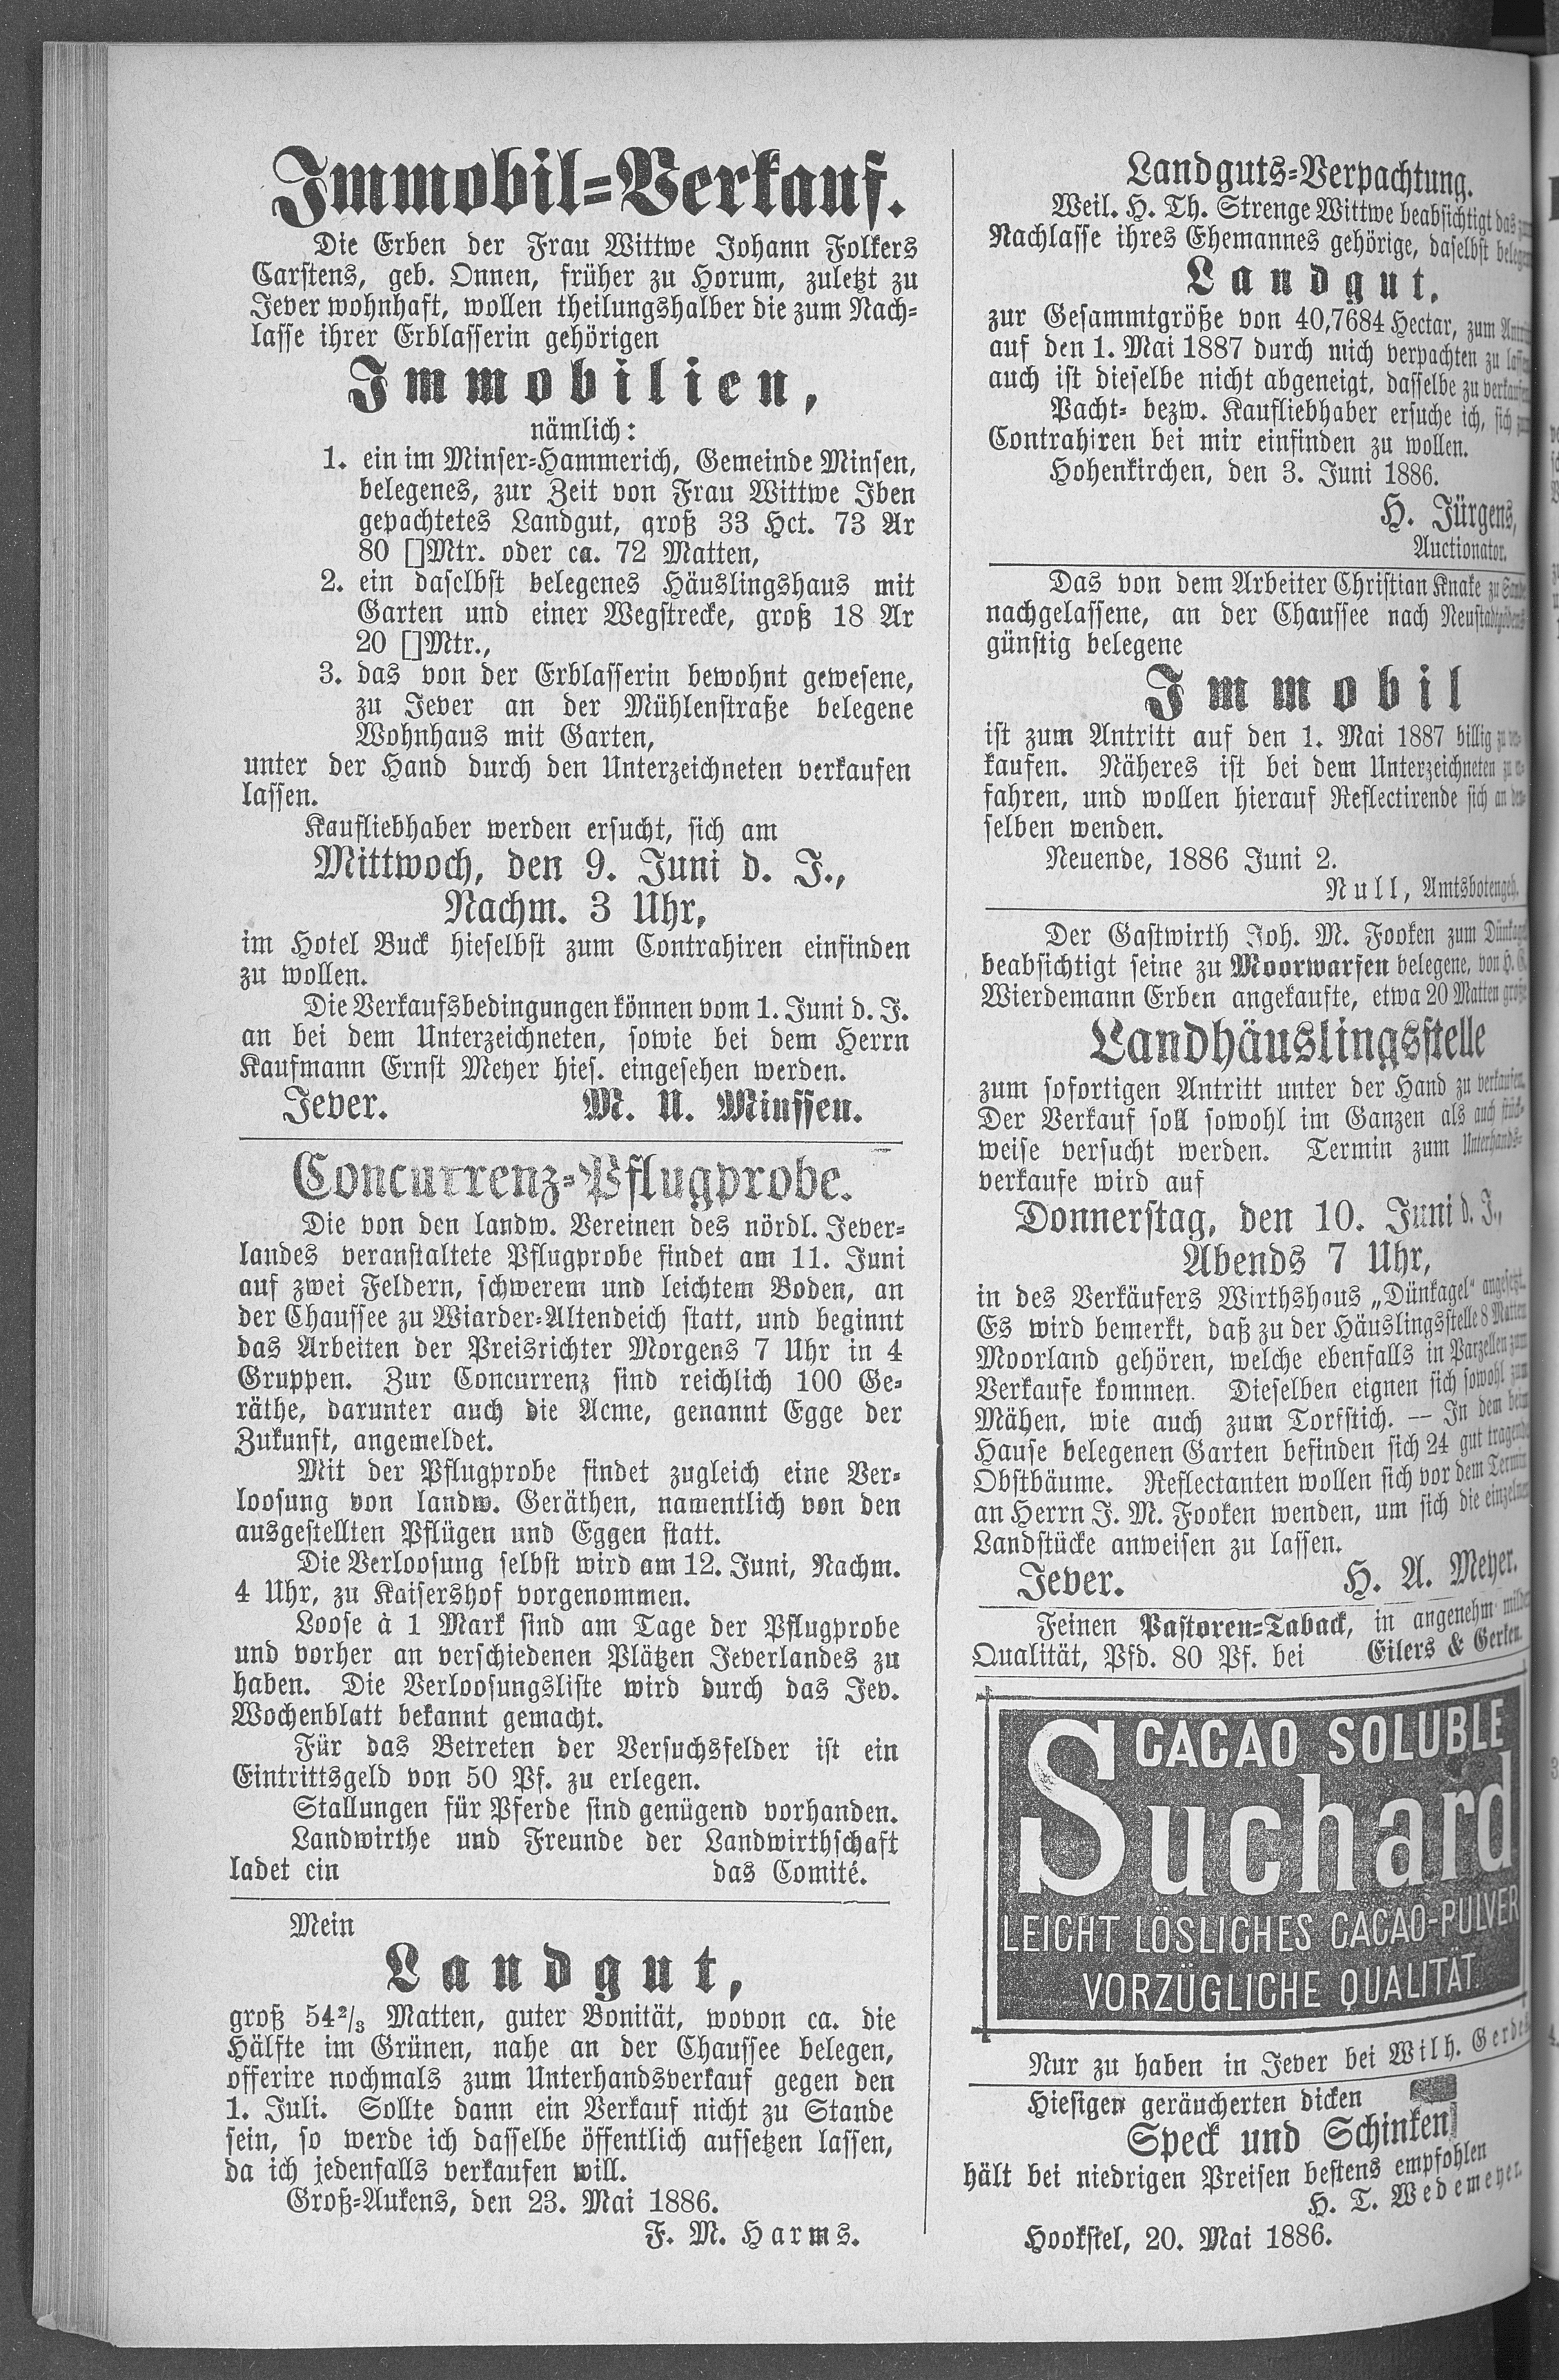 Immobil=Verkauf.
Die Erben der Frau Wittwe Johann Folkers
Carstens, geb. Onnen, früher zu Horum, zuletzt zu
Jever wohnhaft, wollen theilungshalber die zum Nach=
lasse ihrer Erblasserin gehörigen
Immobilien,
nämlich:
1. ein im Minser=Hammerich, Gemeinde Minsen,
belegenes, zur Zeit von Frau Wittwe Iben
gepachtetes Landgut, groß 33 Hct. 73 Ar
80 []Mtr. oder ca. 72 Matten,
2. ein daselbst belegenes Häuslingshaus mit
Garten und einer Wegstrecke, groß 18 Ar
20 []Mtr.,
3. das von der Erblasserin bewohnt gewesene,
zu Jever an der Mühlenstraße belegene
Wohnhaus mit Garten,
unter der Hand durch den Unterzeichneten verkaufen
lassen.
Kaufliebhaber werden ersucht, sich am
Mittwoch, den 9. Juni d. J.,
Nachm. 3 Uhr,
im Hotel Buck hieselbst zum Contrahiren einfinden
zu wollen.
Die Verkaufsbedingungen können vom 1. Juni d. J.
an bei dem Unterzeichneten, sowie bei dem Herrn
Kaufmann Ernst Meyer hies. eingesehen werden.
Jever. M. U. Minssen.
Concurrenz=Pflugprobe.
Die von den landw. Vereinen des nördl. Jever=
landes veranstaltete Pflugprobe findet am 11. Juni
auf zwei Feldern, schwerem und leichtem Boden, an
der Chaussee zu Wiarder=Altendeich statt, und beginnt
das Arbeiten der Preisrichter Morgens 7 Uhr in 4
Gruppen. Zur Concurrenz sind reichlich 100 Ge=
räthe, darunter auch die Acme, genannt Egge der
Zukunft, angemeldet.
Mit der Pflugprobe findet zugleich eine Ver=
loosung von landw. Geräthen, namentlich von den
ausgestellten Pflügen und Eggen statt.
Die Verloosung selbst wird am 12. Juni, Nachm.
4 Uhr, zu Kaisershof vorgenommen.
Loose à 1 Mark sind am Tage der Pflugprobe
und vorher an verschiedenen Plätzen Jeverlandes zu
haben. Die Verloosungsliste wird durch das Jev.
Wochenblatt bekannt gemacht.
Für das Betreten der Versuchsfelder ist ein
Eintrittsgeld von 50 Pf. zu erlegen.
Stallungen für Pferde sind genügend vorhanden.
Landwirthe und Freunde der Landwirthschaft
ladet ein das Comité.
Mein
Landgut,
groß 54²/₃ Matten, guter Bonität, wovon ca. die
Hälfte im Grünen, nahe an der Chaussee belegen,
offerire nochmals zum Unterhandsverkauf gegen den
1. Juli. Sollte dann ein Verkauf nicht zu Stande
sein, so werde ich dasselbe öffentlich aufsetzen lassen,
da ich jedenfalls verkaufen will.
Groß=Aukens, den 23. Mai 1886.
F. M. Harms.
Landguts=Verpachtung.
Weil. H. Th. Strenge Wittwe beabsichtigt das
Nachlasse ihres Ehemannes gehörige, daselbst
Landgut,
zur Gesammtgröße von 40,7684 Hectar, zum
auf den 1. Mai 1887 durch mich verpachten zu
auch ist dieselbe nicht abgeneigt, dasselbe zu
Pacht= bezw. Kaufliebhaber ersuche ich, sich
Contrahiren bei mir einfinden zu wollen.
Hohenkirchen, den 3. Juni 1886.
H. Jürgens,
Auctionator.
Das von dem Arbeiter Christian Knake zu
nachgelassene, an der Chaussee nach
günstig belegene
Immobil
ist zum Antritt auf den 1. Mai 1887 billig
kaufen. Näheres ist bei dem Unterzeichneten
fahren, und wollen hierauf Reflectirende sich an
selben wenden.
Neuende, 1886 Juni 2.
Null, Amtsbotengeh.
Der Gastwirth Joh. M. Fooken zum
beabsichtigt seine zu Moorwarfen belegene, von
Wierdemann Erben angekaufte, etwa 20 Matten
Landhäuslingsstelle
zum sofortigen Antritt unter der Hand zu verkaufen.
Der Verkauf soll sowohl im Ganzen als auch stück=
weise versucht werden. Termin zum Unterhands=
verkaufe wird auf
Donnerstag, den 10. Juni d. J.,
Abends 7 Uhr,
in des Verkäufers Wirthshaus „Dünkagel“ angesetzt.
Es wird bemerkt, daß zu der Häuslingsstelle 8 Matten
Moorland gehören, welche ebenfalls in Parzellen zum
Verkaufe kommen. Dieselben eignen sich sowohl zum
Mähen, wie auch zum Torfstich. — In dem beim
Hause belegenen Garten befinden sich 24 gut tragende
Obstbäume. Reflectanten wollen sich vor dem Termin
an Herrn J. M. Fooken wenden, um sich die einzelnen
Landstücke anweisen zu lassen.
Jever. H. A. Meyer.
Feinen Pastoren=Taback, in angenehm milder
Qualität, Pfd. 80 Pf. bei Eilers & Gerken.
CACAO SOLUBLE
Suchard
LEICHT LÖSLICHES CACAO-PULVER
VORZÜGLICHE QUALITÄT.
Nur zu haben in Jever bei Wilh. Gerdes.
Hiesigen geräucherten dicken
Speck und Schinken
hält bei niedrigen Preisen bestens empfohlen
H. T. Wedemeyer.
Hooksiel, 20. Mai 1886.